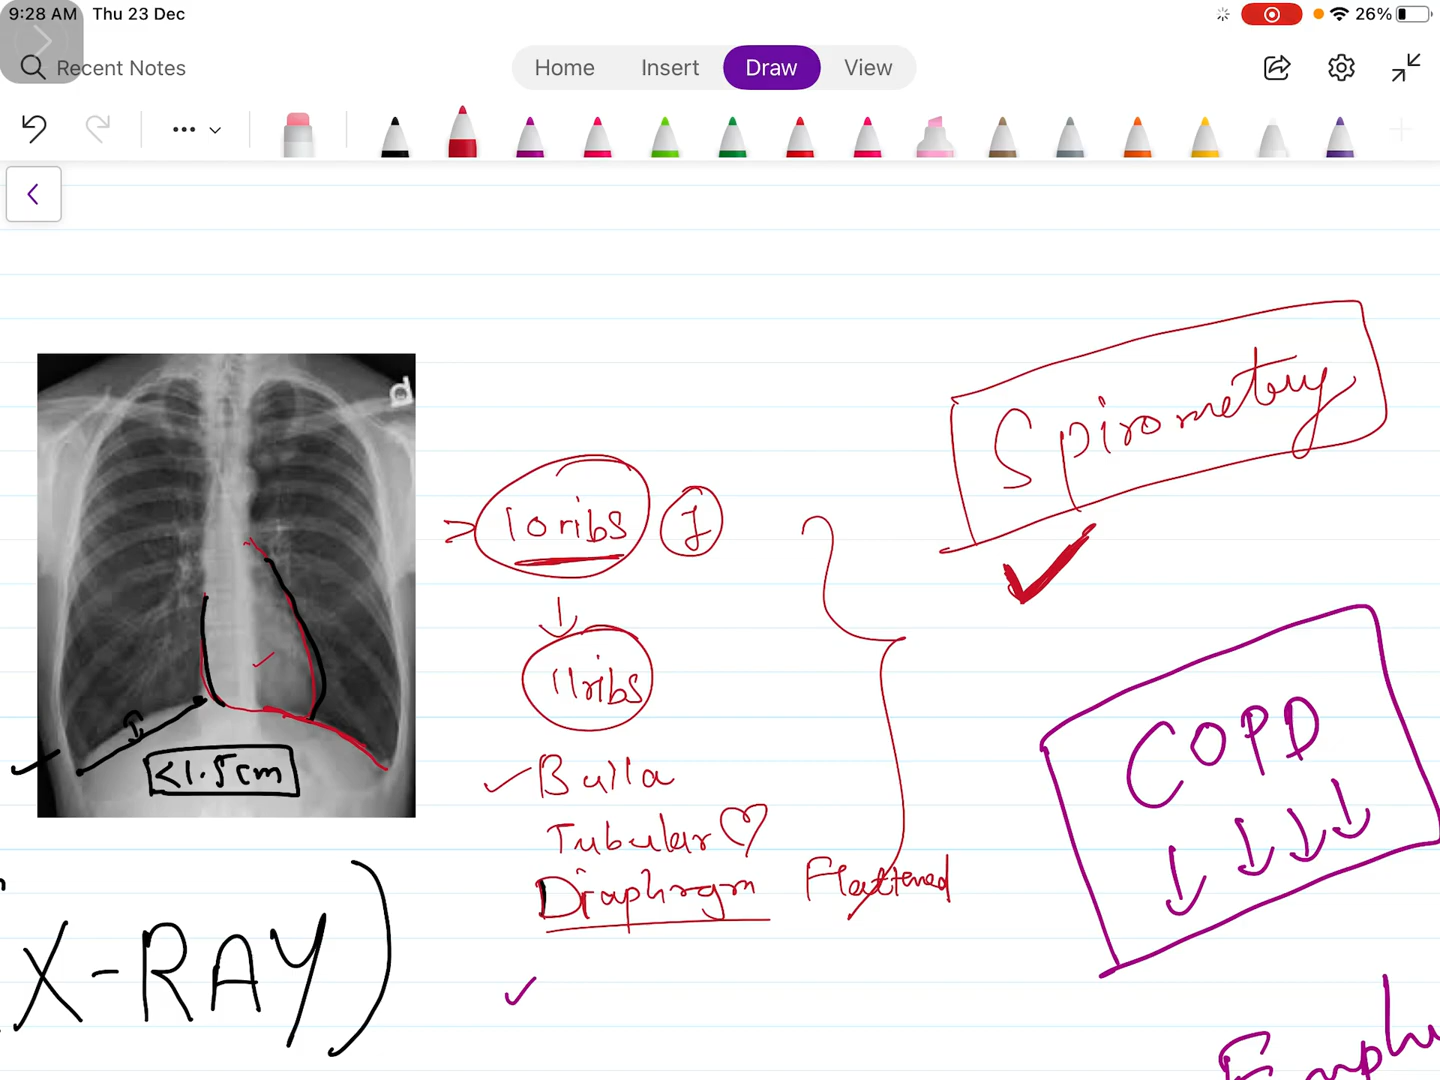 9:28 AM Thu 23 Dec
26%
Recent Notes
Home Insert Draw View
d
Spirometry
>10 ribs
11ribs
<1.5cm
COPD
Bulla
Tubular
Diaphragm Flattened
X-RAY)